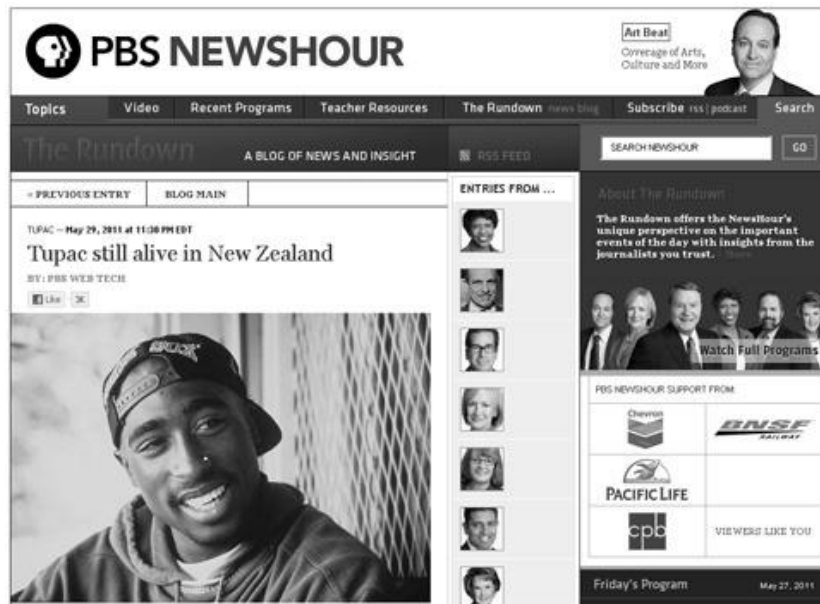 PBS NEWSHOUR
Art Beat
Coverage of Arts,
Culture and More
Topics
Video
Recent Programs
Teacher Resources
The Rundown news blog
Subscribe rss | podcast
Search
The Rundown
A BLOG OF NEWS AND INSIGHT
RSS FEED
SEARCH NEWSHOUR
GO
« PREVIOUS ENTRY
BLOG MAIN
TUPAC — May 29, 2011 at 11:30 PM EDT
Tupac still alive in New Zealand
BY: PBS WEB TECH
Like
3K
ENTRIES FROM ...
About The Rundown
The Rundown offers the NewsHour's
unique perspective on the important
events of the day with insights from the
journalists you trust.
Watch Full Programs
PBS NEWSHOUR SUPPORT FROM:
Chevron
BNSF
RAILWAY
PACIFIC LIFE
cpb
VIEWERS LIKE YOU
Friday's Program
May 27, 2011